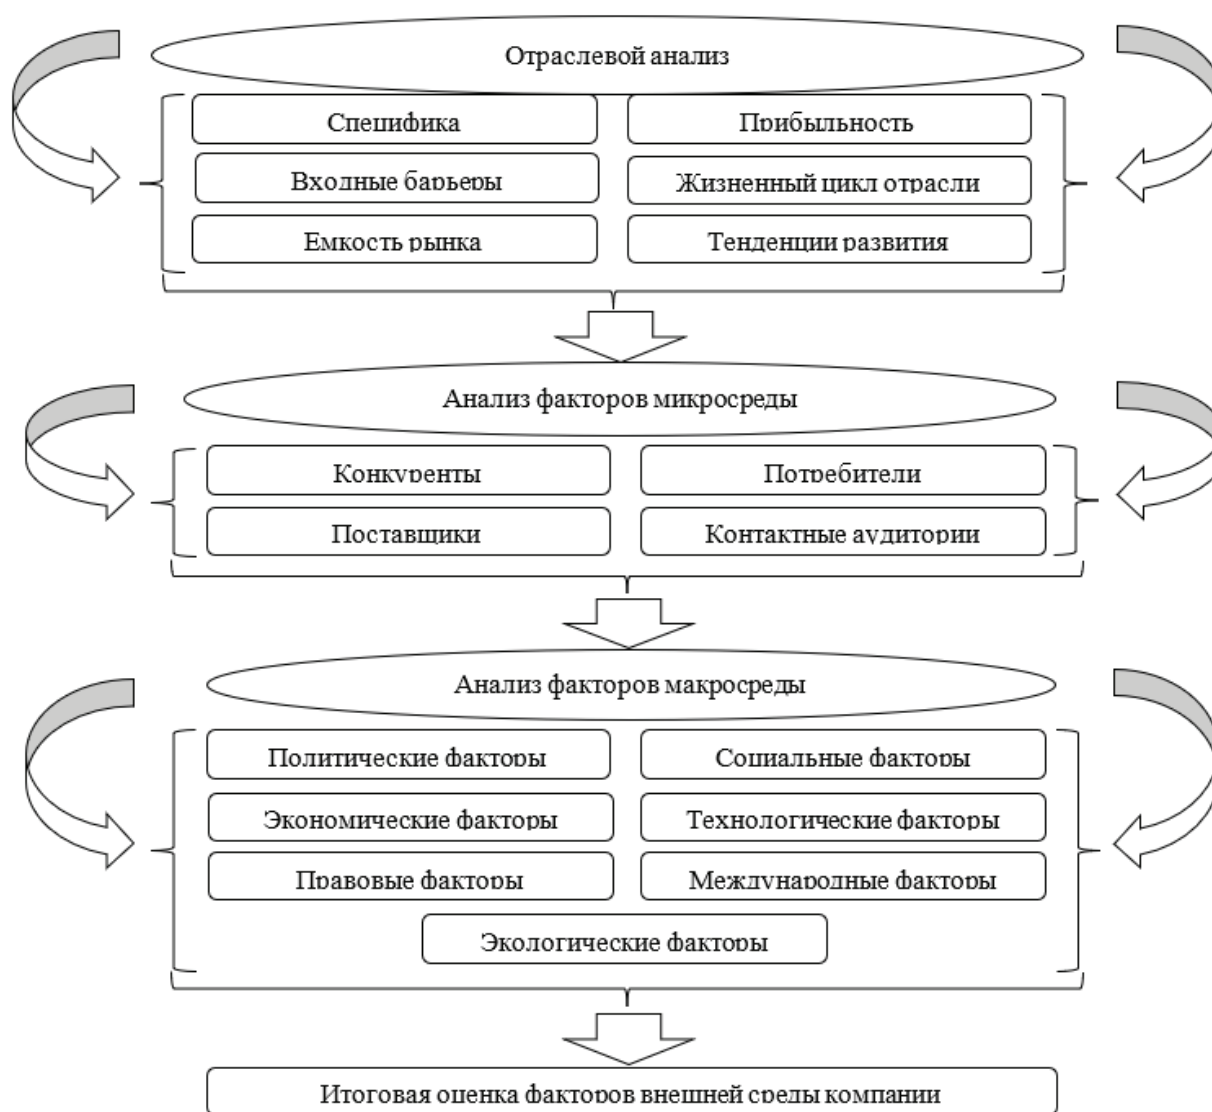 Отраслевой анализ
Специфика
Прибыльность
Входные барьеры
Жизненный цикл отрасли
Емкость рынка
Тенденции развития
Анализ факторов микросреды
Конкуренты
Потребители
Поставщики
Контактные аудитории
Анализ факторов макросреды
Политические факторы
Социальные факторы
Экономические факторы
Технологические факторы
Правовые факторы
Международные факторы
Экологические факторы
Итоговая оценка факторов внешней среды компании